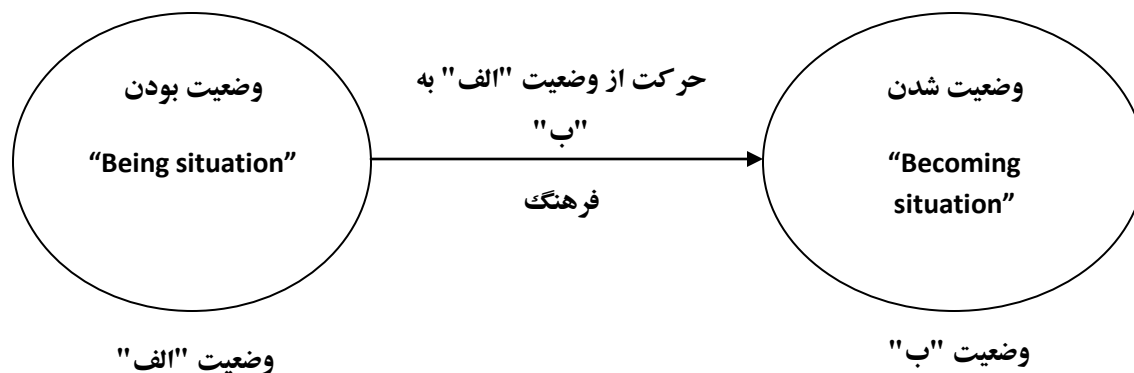 وضعیت بودن
“Being situation”
حرکت از وضعیت "الف" به
"ب"
فرهنگ
وضعیت شدن
“Becoming
situation”
وضعیت "الف"
وضعیت "ب"